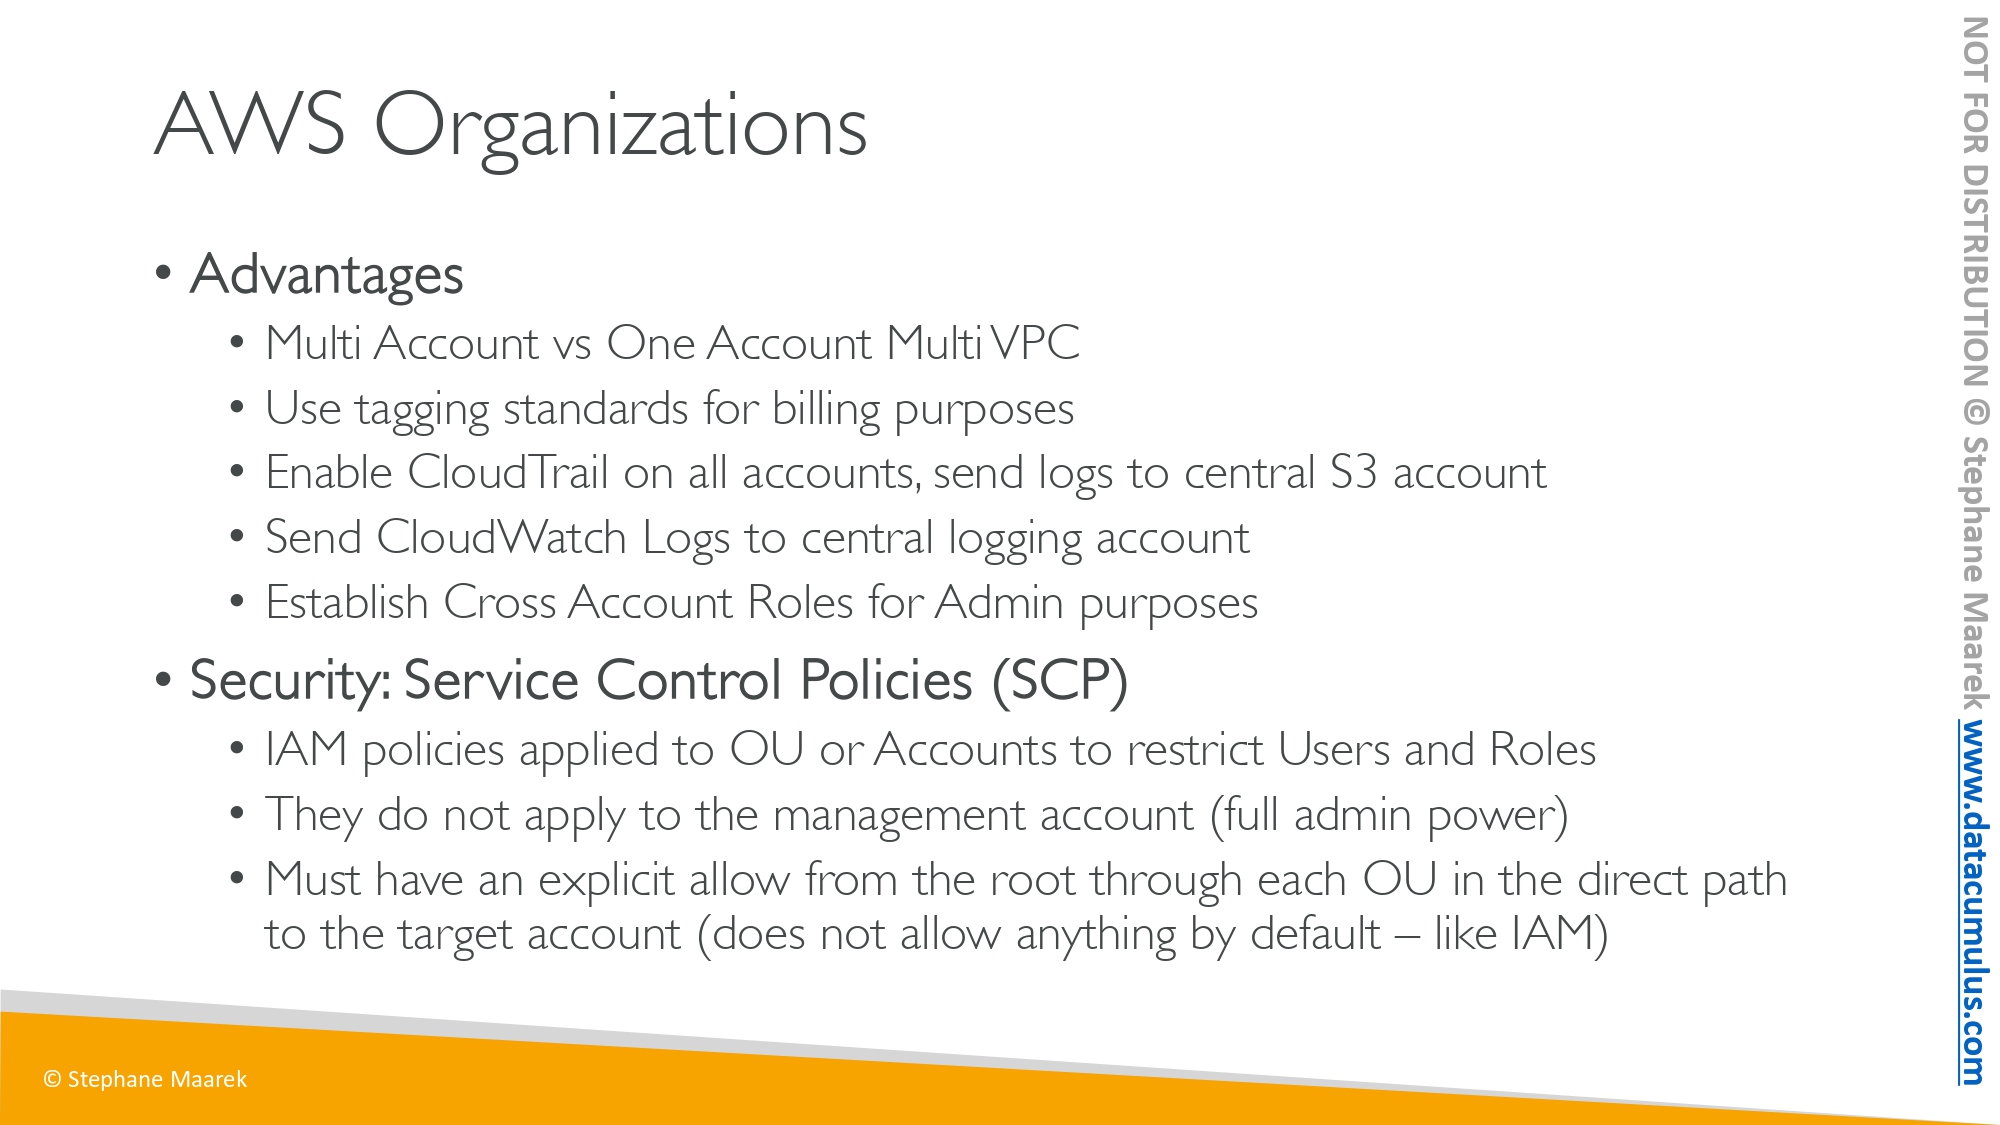 AWS Organizations
• Advantages
• Multi Account vs One Account Multi VPC
• Use tagging standards for billing purposes
• Enable CloudTrail on all accounts, send logs to central S3 account
• Send CloudWatch Logs to central logging account
• Establish Cross Account Roles for Admin purposes
• Security: Service Control Policies (SCP)
• IAM policies applied to OU or Accounts to restrict Users and Roles
• They do not apply to the management account (full admin power)
• Must have an explicit allow from the root through each OU in the direct path
to the target account (does not allow anything by default – like IAM)
© Stephane Maarek
NOT FOR DISTRIBUTION © Stephane Maarek www.datacumulus.com